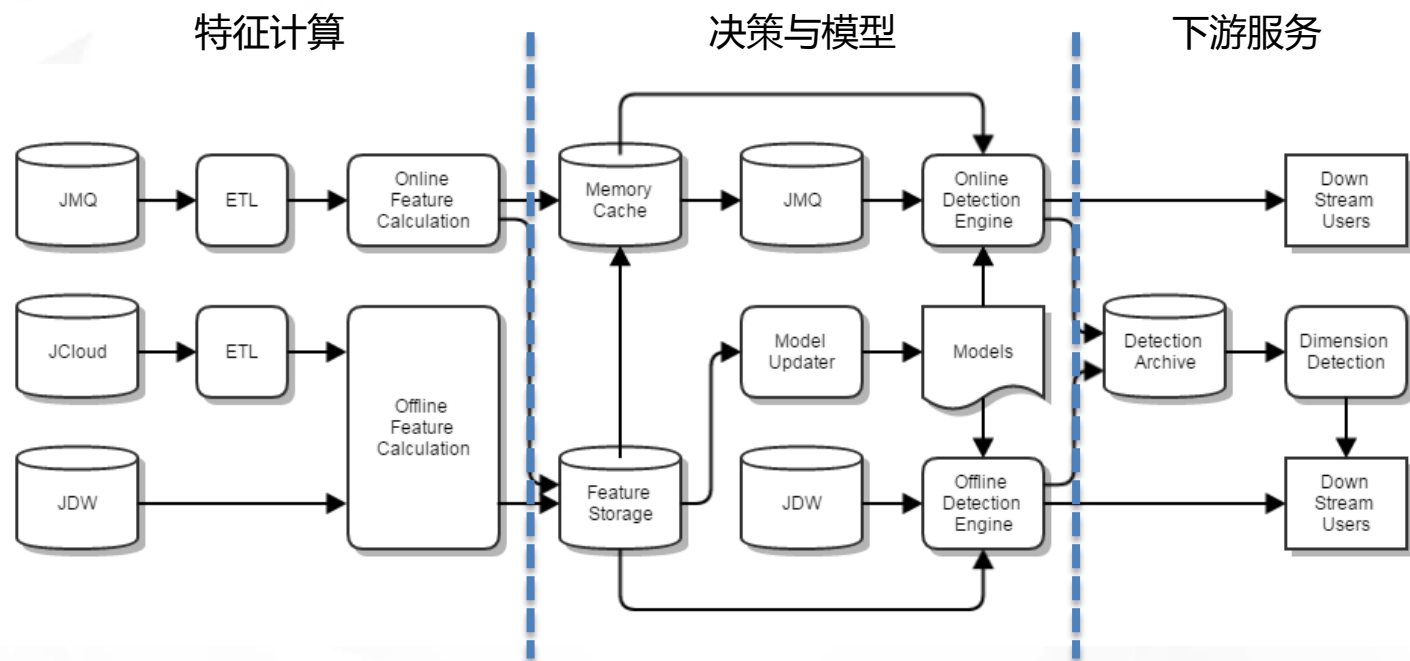 特征计算
决策与模型
下游服务
JMQ
ETL
Online
Feature
Calculation
Memory
Cache
JMQ
Online
Detection
Engine
Down
Stream
Users
JCloud
ETL
Offline
Feature
Calculation
Model
Updater
Models
Detection
Archive
Dimension
Detection
JDW
Feature
Storage
JDW
Offline
Detection
Engine
Down
Stream
Users